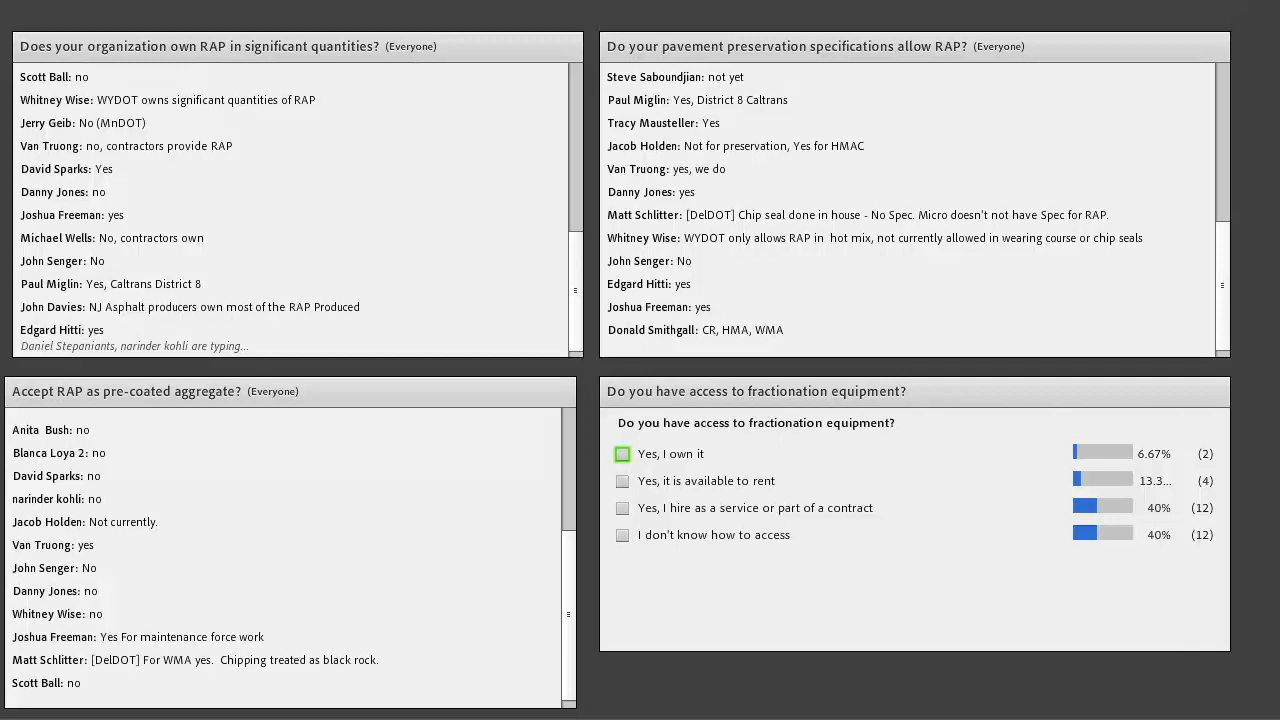 Does your organization own RAP in significant quantities? (Everyone)
Scott Ball: no
Whitney Wise: WYDOT owns significant quantities of RAP
Jerry Geib: No (MnDOT)
Van Truong: no, contractors provide RAP
David Sparks: Yes
Danny Jones: no
Joshua Freeman: yes
Michael Wells: No, contractors own
John Senger: No
Paul Miglin: Yes, Caltrans District 8
John Davies: NJ Asphalt producers own most of the RAP Produced
Edgard Hitti: yes
Daniel Stepaniants, narinder kohli are typing...
Do your pavement preservation specifications allow RAP? (Everyone)
Steve Saboundjian: not yet
Paul Miglin: Yes, District 8 Caltrans
Tracy Mausteller: Yes
Jacob Holden: Not for preservation, Yes for HMAC
Van Truong: yes, we do
Danny Jones: yes
Matt Schlitter: [DelDOT] Chip seal done in house - No Spec. Micro doesn't not have Spec for RAP.
Whitney Wise: WYDOT only allows RAP in  hot mix, not currently allowed in wearing course or chip seals
John Senger: No
Edgard Hitti: yes
Joshua Freeman: yes
Donald Smithgall: CR, HMA, WMA
Accept RAP as pre-coated aggregate? (Everyone)
Anita  Bush: no
Blanca Loya 2: no
David Sparks: no
narinder kohli: no
Jacob Holden: Not currently.
Van Truong: yes
John Senger: No
Danny Jones: no
Whitney Wise: no
Joshua Freeman: Yes For maintenance force work
Matt Schlitter: [DelDOT] For WMA yes.  Chipping treated as black rock.
Scott Ball: no
Do you have access to fractionation equipment?
Do you have access to fractionation equipment?
Yes, I own it 6.67% (2)
Yes, it is available to rent 13.3... (4)
Yes, I hire as a service or part of a contract 40% (12)
I don't know how to access 40% (12)